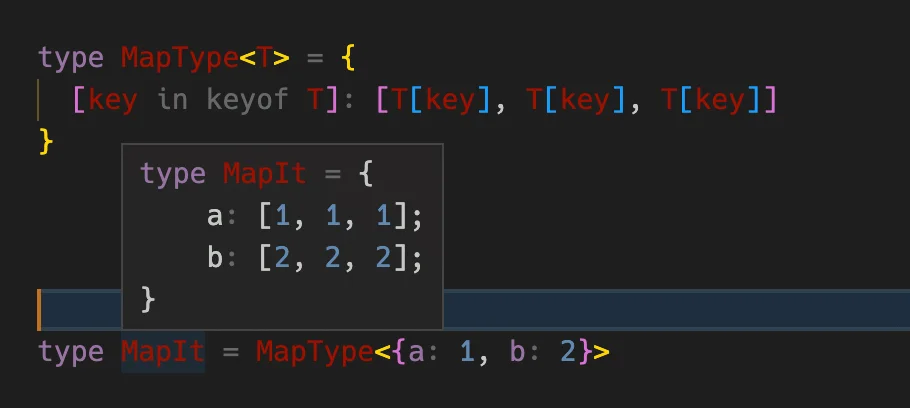 type MapType<T> = {
[key in keyof T]: [T[key], T[key], T[key]]
}
type MapIt = {
a: [1, 1, 1];
b: [2, 2, 2];
}
type MapIt = MapType<{a: 1, b: 2}>